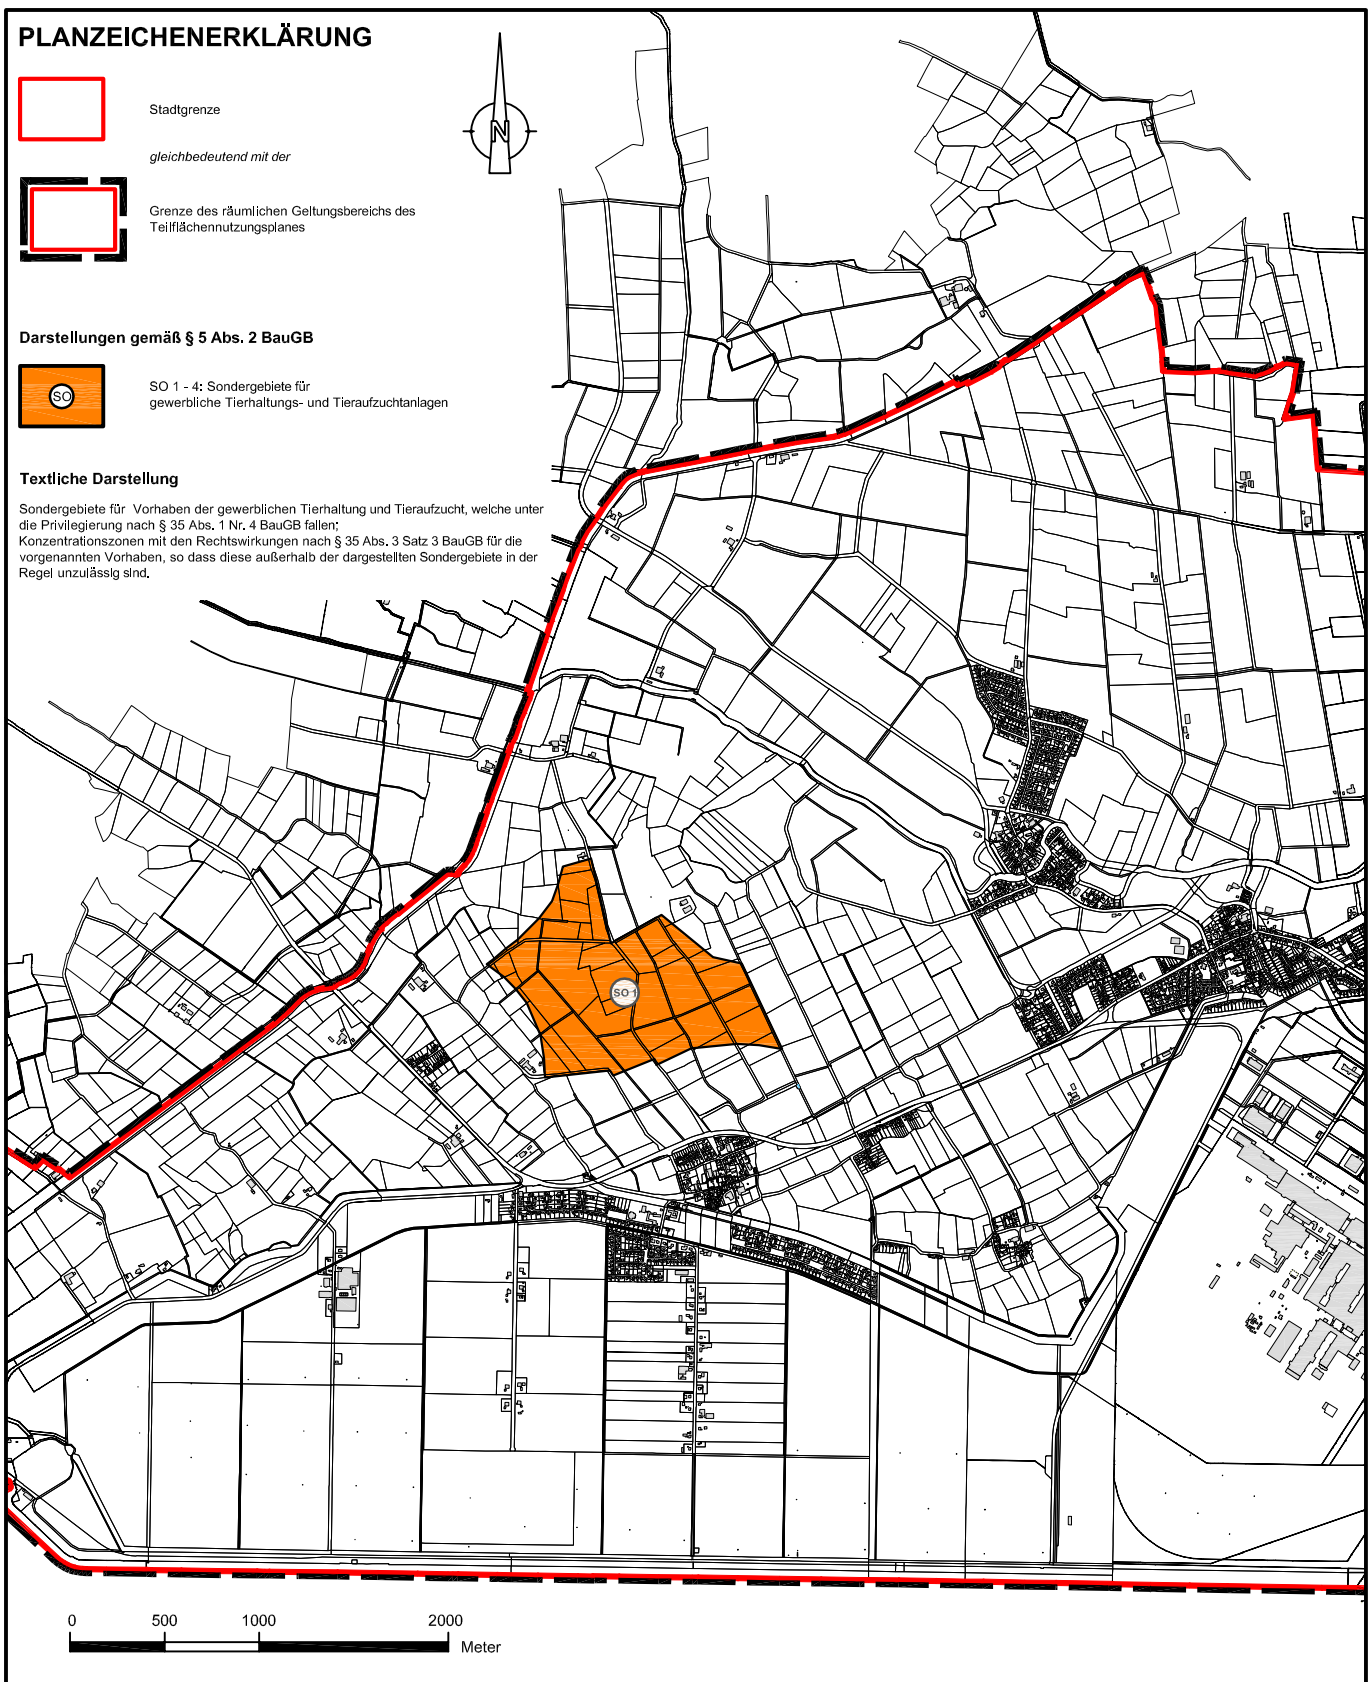 PLANZEICHENERKLÄRUNG
Stadtgrenze
gleichbedeutend mit der
Grenze des räumlichen Geltungsbereichs des
Teilflächennutzungsplanes
N
Darstellungen gemäß § 5 Abs. 2 BauGB
SO
SO 1 - 4: Sondergebiete für
gewerbliche Tierhaltungs- und Tieraufzuchtanlagen
Textliche Darstellung
Sondergebiete für Vorhaben der gewerblichen Tierhaltung und Tieraufzucht, welche unter
die Privilegierung nach § 35 Abs. 1 Nr. 4 BauGB fallen;
Konzentrationszonen mit den Rechtswirkungen nach § 35 Abs. 3 Satz 3 BauGB für die
vorgenannten Vorhaben, so dass diese außerhalb der dargestellten Sondergebiete in der
Regel unzulässig sind.
SO 1
0 500 1000 2000
Meter